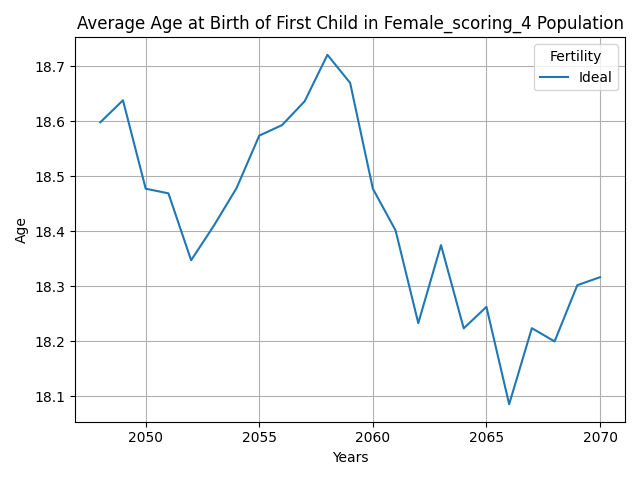 Average Age at Birth of First Child in Female_scoring_4 Population
Fertility
Ideal
18.7
18.6
18.5
18.4
18.3
18.2
18.1
Age
2050 2055 2060 2065 2070
Years